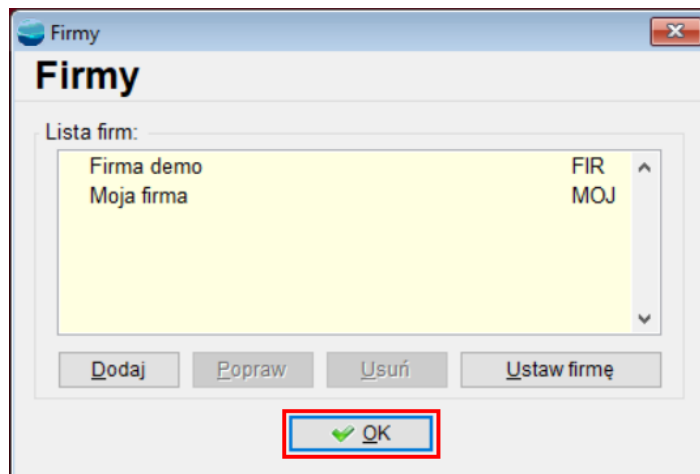 Firmy
Firmy
Lista firm:
Firma demo FIR
Moja firma MOJ
Dodaj Popraw Usuń Ustaw firmę
OK